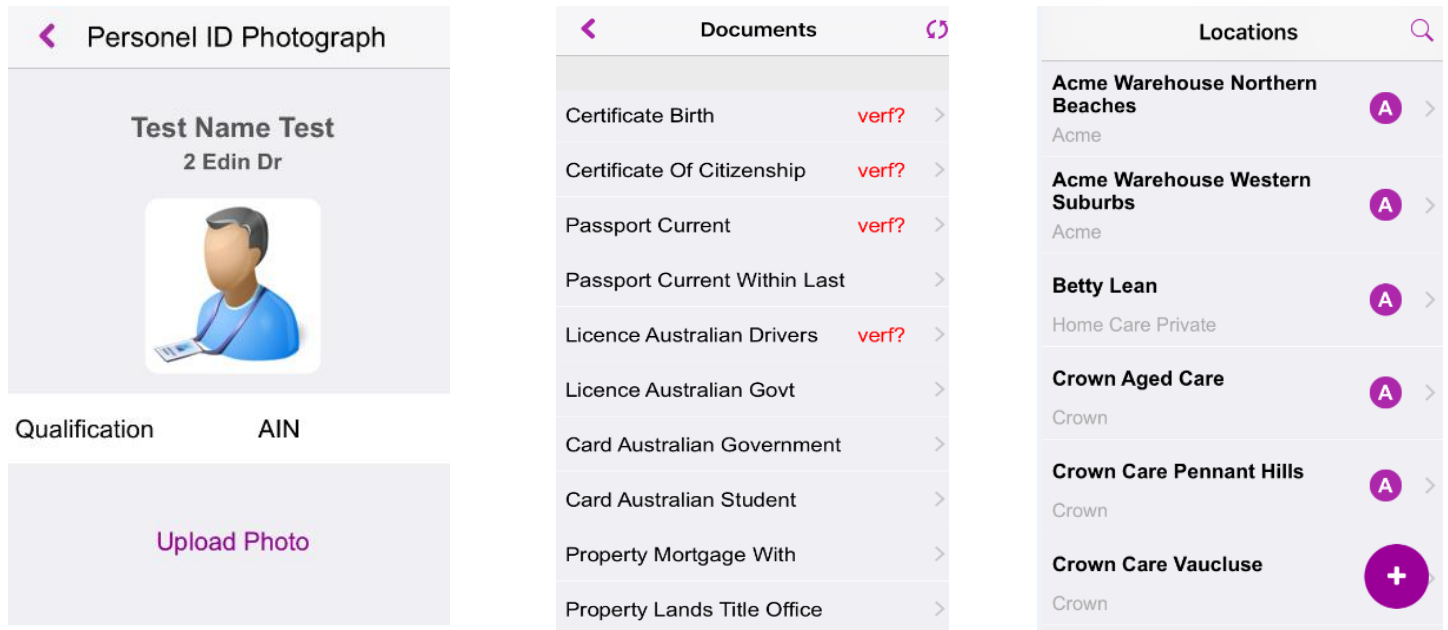 Personel ID Photograph
Test Name Test
2 Edin Dr
Qualification AIN
Upload Photo
Documents
Certificate Birth verf?
Certificate Of Citizenship verf?
Passport Current verf?
Passport Current Within Last
Licence Australian Drivers verf?
Licence Australian Govt
Card Australian Government
Card Australian Student
Property Mortgage With
Property Lands Title Office
Locations
Acme Warehouse Northern
Beaches
A
Acme
Acme Warehouse Western
Suburbs
A
Acme
Betty Lean
A
Home Care Private
Crown Aged Care
A
Crown
Crown Care Pennant Hills
A
Crown
Crown Care Vaucluse
+
Crown